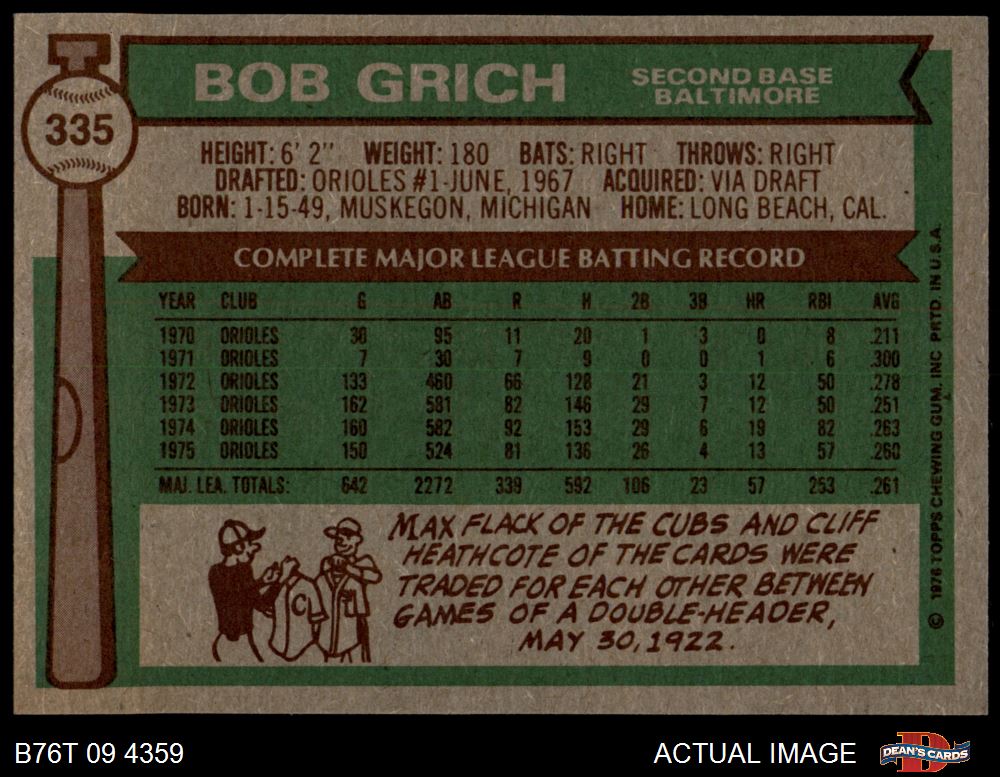 335
BOB GRICH
SECOND BASE
BALTIMORE
HEIGHT: 6' 2" WEIGHT: 180 BATS: RIGHT THROWS: RIGHT
DRAFTED: ORIOLES #1-JUNE, 1967 ACQUIRED: VIA DRAFT
BORN: 1-15-49, MUSKEGON, MICHIGAN HOME: LONG BEACH, CAL.
COMPLETE MAJOR LEAGUE BATTING RECORD
YEAR CLUB G AB R H 2B 3B HR RBI AVG
1970 ORIOLES 30 95 11 20 1 3 0 8 .211
1971 ORIOLES 7 30 7 9 0 0 1 6 .300
1972 ORIOLES 133 460 66 128 21 3 12 50 .278
1973 ORIOLES 162 581 82 146 29 7 12 50 .251
1974 ORIOLES 160 582 92 153 29 6 19 82 .263
1975 ORIOLES 150 524 81 136 26 4 13 57 .260
MAJ. LEA. TOTALS: 642 2272 339 592 106 23 57 253 .261
C
MAX FLACK OF THE CUBS AND CLIFF
HEATHCOTE OF THE CARDS WERE
TRADED FOR EACH OTHER BETWEEN
GAMES OF A DOUBLE-HEADER,
MAY 30, 1922.
© 1976 TOPPS CHEWING GUM, INC PRTD. IN U.S.A.
B76T 09 4359
ACTUAL IMAGE
D
DEAN'S CARDS